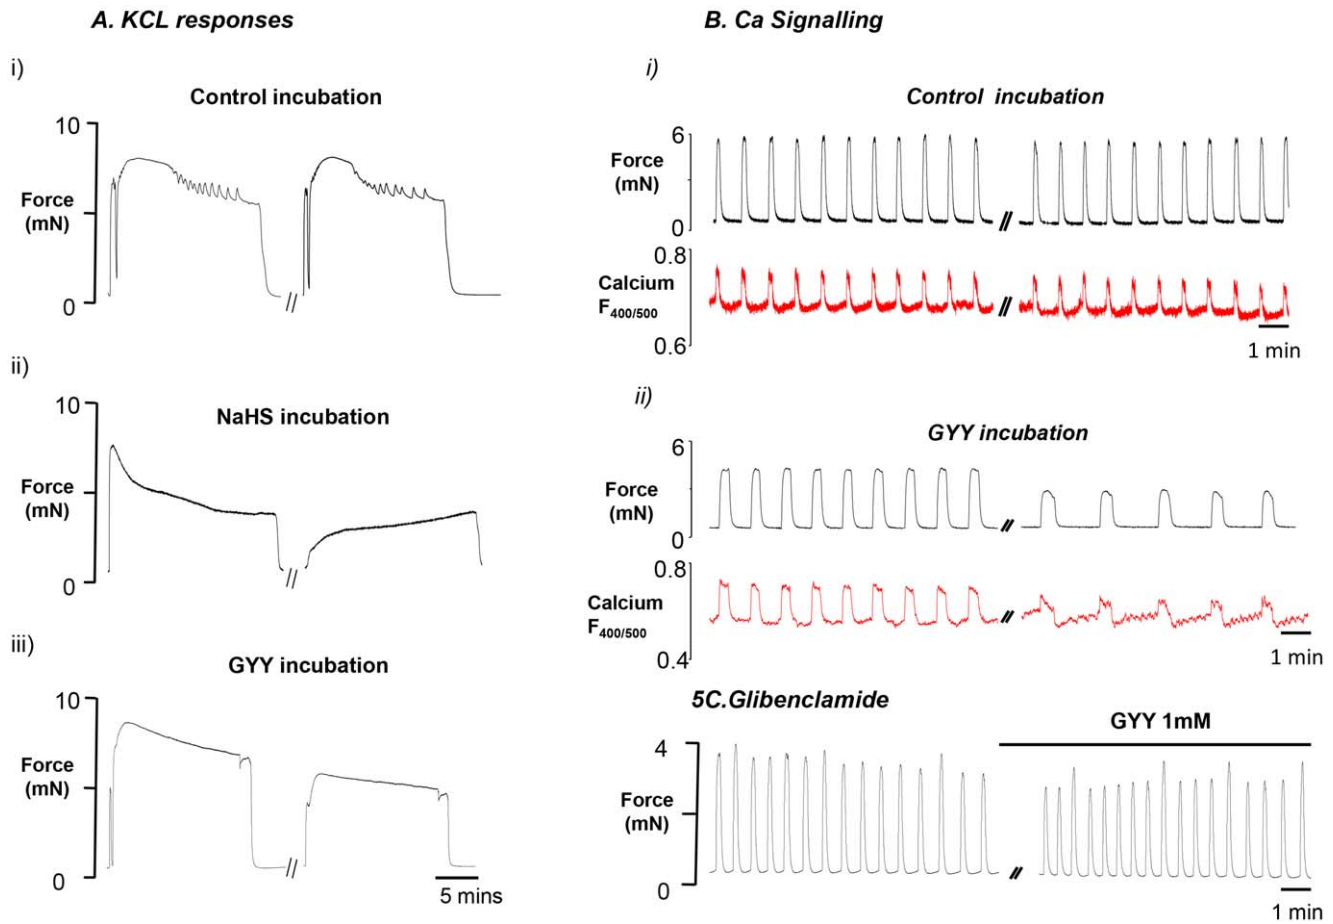 A. KCL responses
i)
Control incubation
10
Force
(mN)
0
ii)
NaHS incubation
10
Force
(mN)
0
iii)
GYY incubation
10
Force
(mN)
0
5 mins
B. Ca Signalling
i)
Control incubation
6
Force
(mN)
0
0.8
Calcium
F400/500
0.6
1 min
ii)
GYY incubation
6
Force
(mN)
0
0.8
Calcium
F400/500
0.4
1 min
5C.Glibenclamide
GYY 1mM
4
Force
(mN)
0
1 min